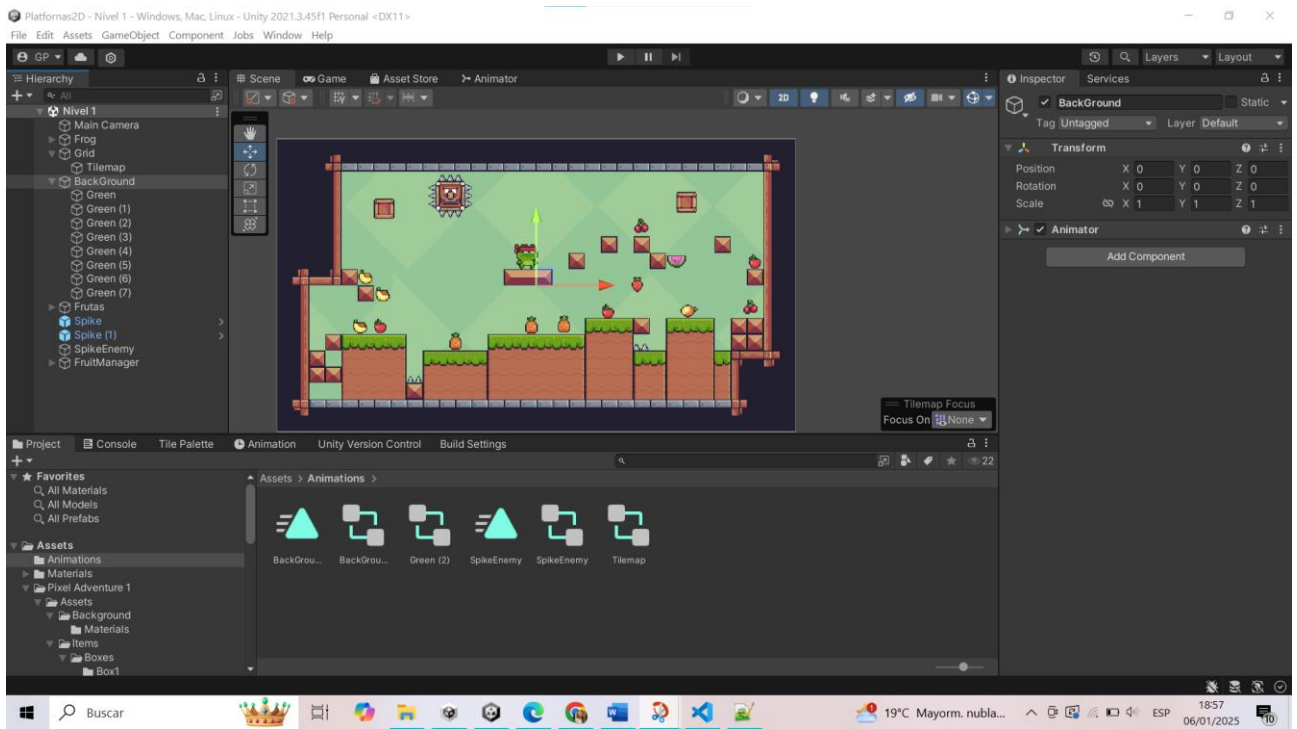 Platfornas2D - Nivel 1 - Windows, Mac, Linux - Unity 2021.3.45f1 Personal <DX11>
File Edit Assets GameObject Component Jobs Window Help
GP Layers Layout
Hierarchy
All
Nivel 1
Main Camera
Frog
Grid
Tilemap
BackGround
Green
Green (1)
Green (2)
Green (3)
Green (4)
Green (5)
Green (6)
Green (7)
Frutas
Spike
Spike (1)
SpikeEnemy
FruitManager
Scene Game Asset Store Animator
2D
Tilemap Focus
Focus On None
Inspector Services
BackGround Static
Tag Untagged Layer Default
Transform
Position X 0 Y 0 Z 0
Rotation X 0 Y 0 Z 0
Scale X 1 Y 1 Z 1
Animator
Add Component
Project Console Tile Palette Animation Unity Version Control Build Settings
22
Favorites
All Materials
All Models
All Prefabs
Assets
Animations
Materials
Pixel Adventure 1
Assets
Background
Materials
Items
Boxes
Box1
Assets > Animations >
BackGrou... BackGrou... Green (2) SpikeEnemy SpikeEnemy Tilemap
Buscar
19°C Mayorm. nubla...
ESP
18:57
06/01/2025
10